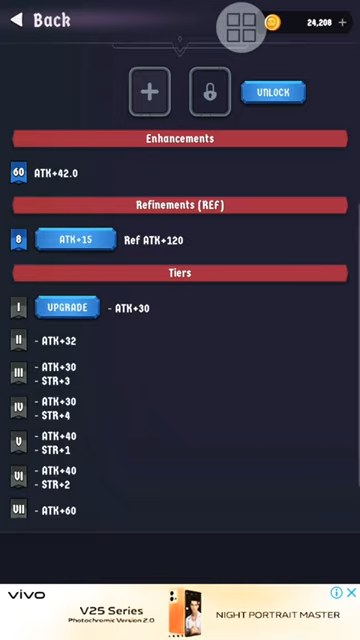 Back
24,208 +
UNLOCK
Enhancements
60 ATK+42.0
Refinements (REF)
8 ATK+15 Ref ATK+120
Tiers
I UPGRADE - ATK+30
II - ATK+32
III - ATK+30
- STR+3
IV - ATK+30
- STR+4
V - ATK+40
- STR+1
VI - ATK+40
- STR+2
VII - ATK+60
vivo
V25 Series
Photochromic Version 2.0
NIGHT PORTRAIT MASTER